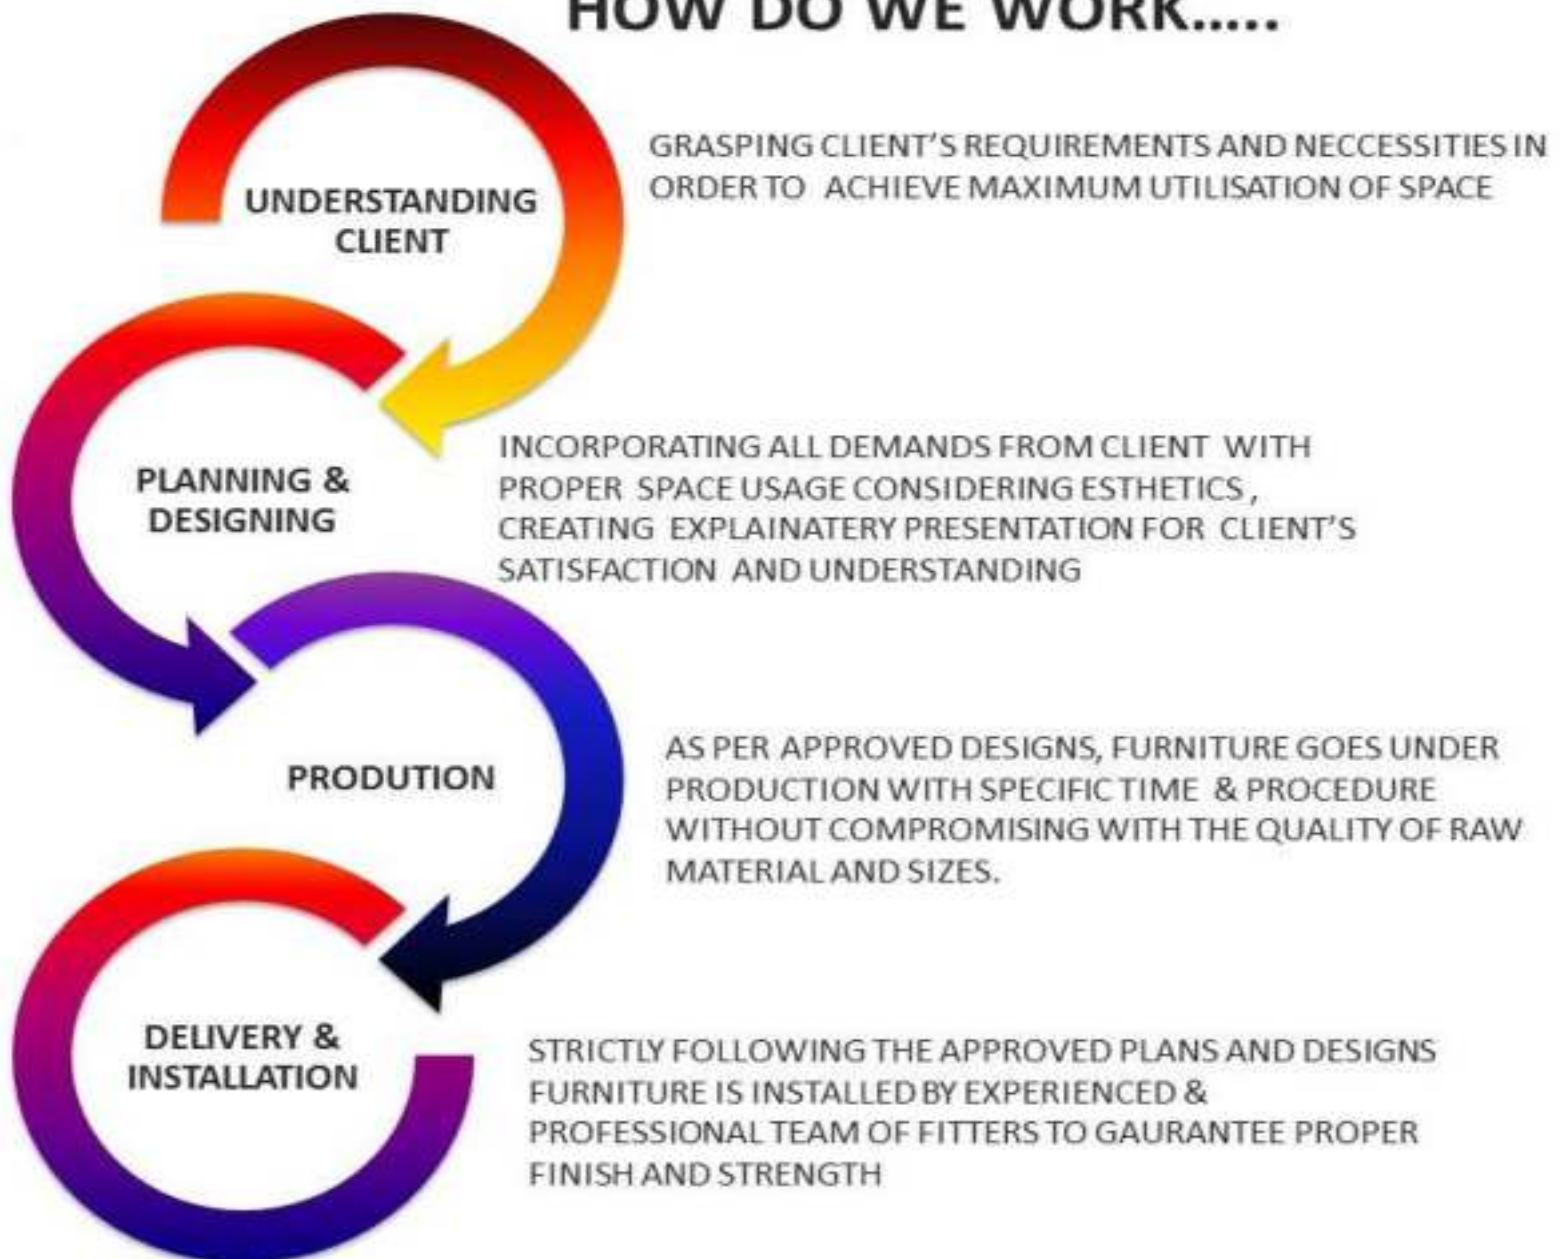 HOW DO WE WORK.....
UNDERSTANDING
CLIENT
GRASPING CLIENT'S REQUIREMENTS AND NECCESSITIES IN
ORDER TO ACHIEVE MAXIMUM UTILISATION OF SPACE
PLANNING &
DESIGNING
INCORPORATING ALL DEMANDS FROM CLIENT WITH
PROPER SPACE USAGE CONSIDERING ESTHETICS ,
CREATING EXPLAINATERY PRESENTATION FOR CLIENT'S
SATISFACTION AND UNDERSTANDING
PRODUTION
AS PER APPROVED DESIGNS, FURNITURE GOES UNDER
PRODUCTION WITH SPECIFIC TIME & PROCEDURE
WITHOUT COMPROMISING WITH THE QUALITY OF RAW
MATERIAL AND SIZES.
DELIVERY &
INSTALLATION
STRICTLY FOLLOWING THE APPROVED PLANS AND DESIGNS
FURNITURE IS INSTALLED BY EXPERIENCED &
PROFESSIONAL TEAM OF FITTERS TO GAURANTEE PROPER
FINISH AND STRENGTH